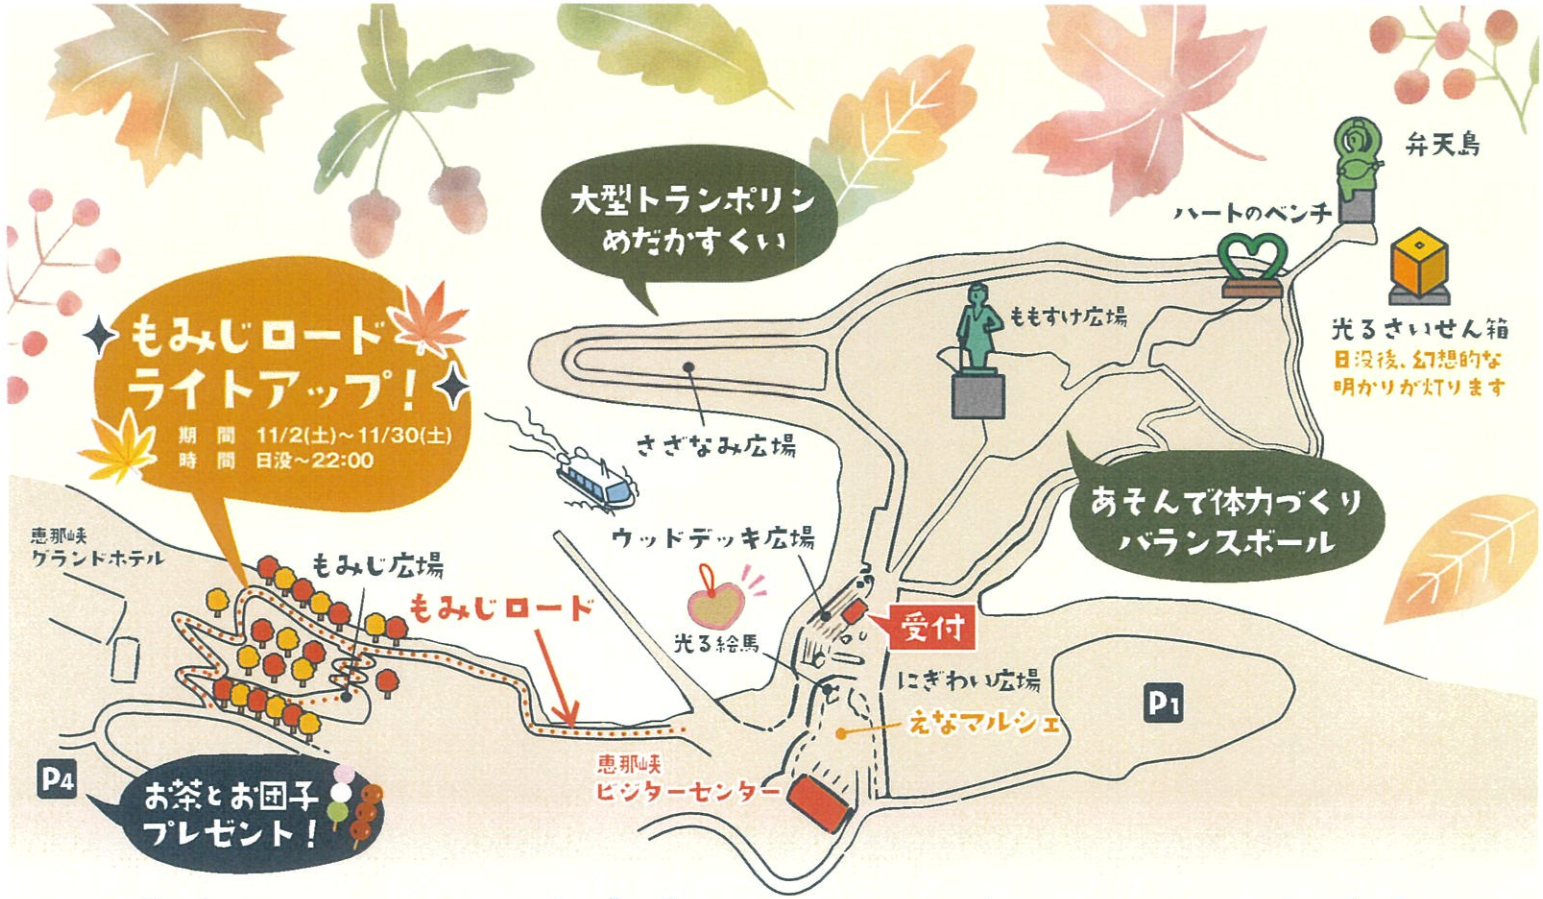 弁天島
ハートのベンチ
大型トランポリン
めだかすくい
ももすけ広場
光るさいせん箱
日没後、幻想的な
明かりが灯ります
もみじロード
ライトアップ!
期間 11/2(土)~11/30(土)
時間 日没~22:00
さざなみ広場
あそんで体力づくり
バランスボール
恵那峡
グランドホテル
もみじ広場
もみじロード
ウッドデッキ広場
光る絵馬
受付
にぎわい広場
えなマルシェ
P1
恵那峡
ビジターセンター
P4
お茶とお団子
プレゼント!